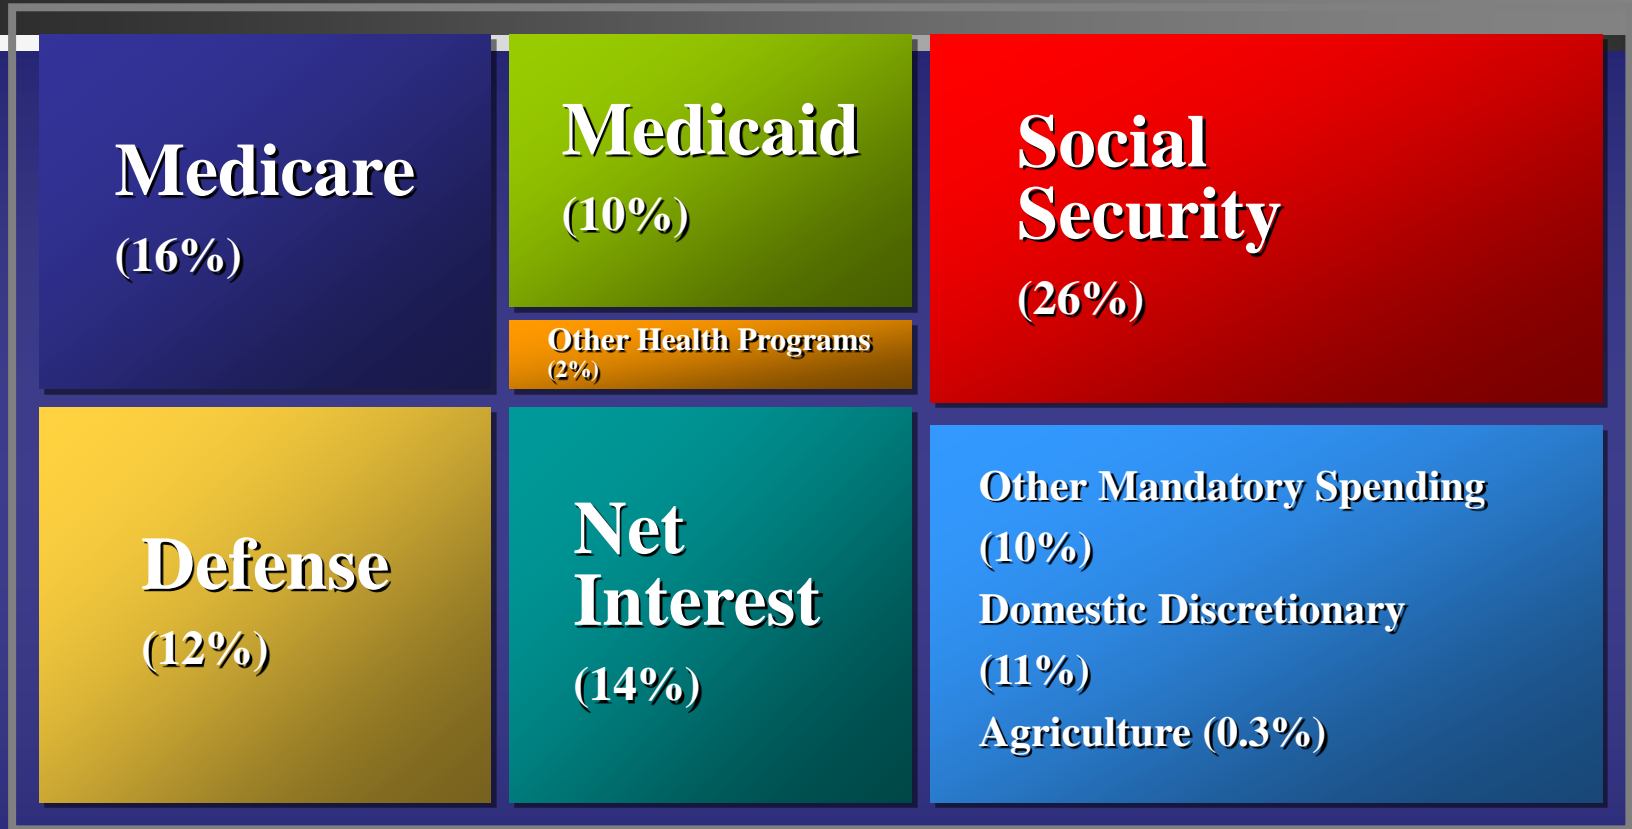 Medicare
(16%)
Medicaid
(10%)
Other Health Programs
(2%)
Social
Security
(26%)
Defense
(12%)
Net
Interest
(14%)
Other Mandatory Spending
(10%)
Domestic Discretionary
(11%)
Agriculture (0.3%)